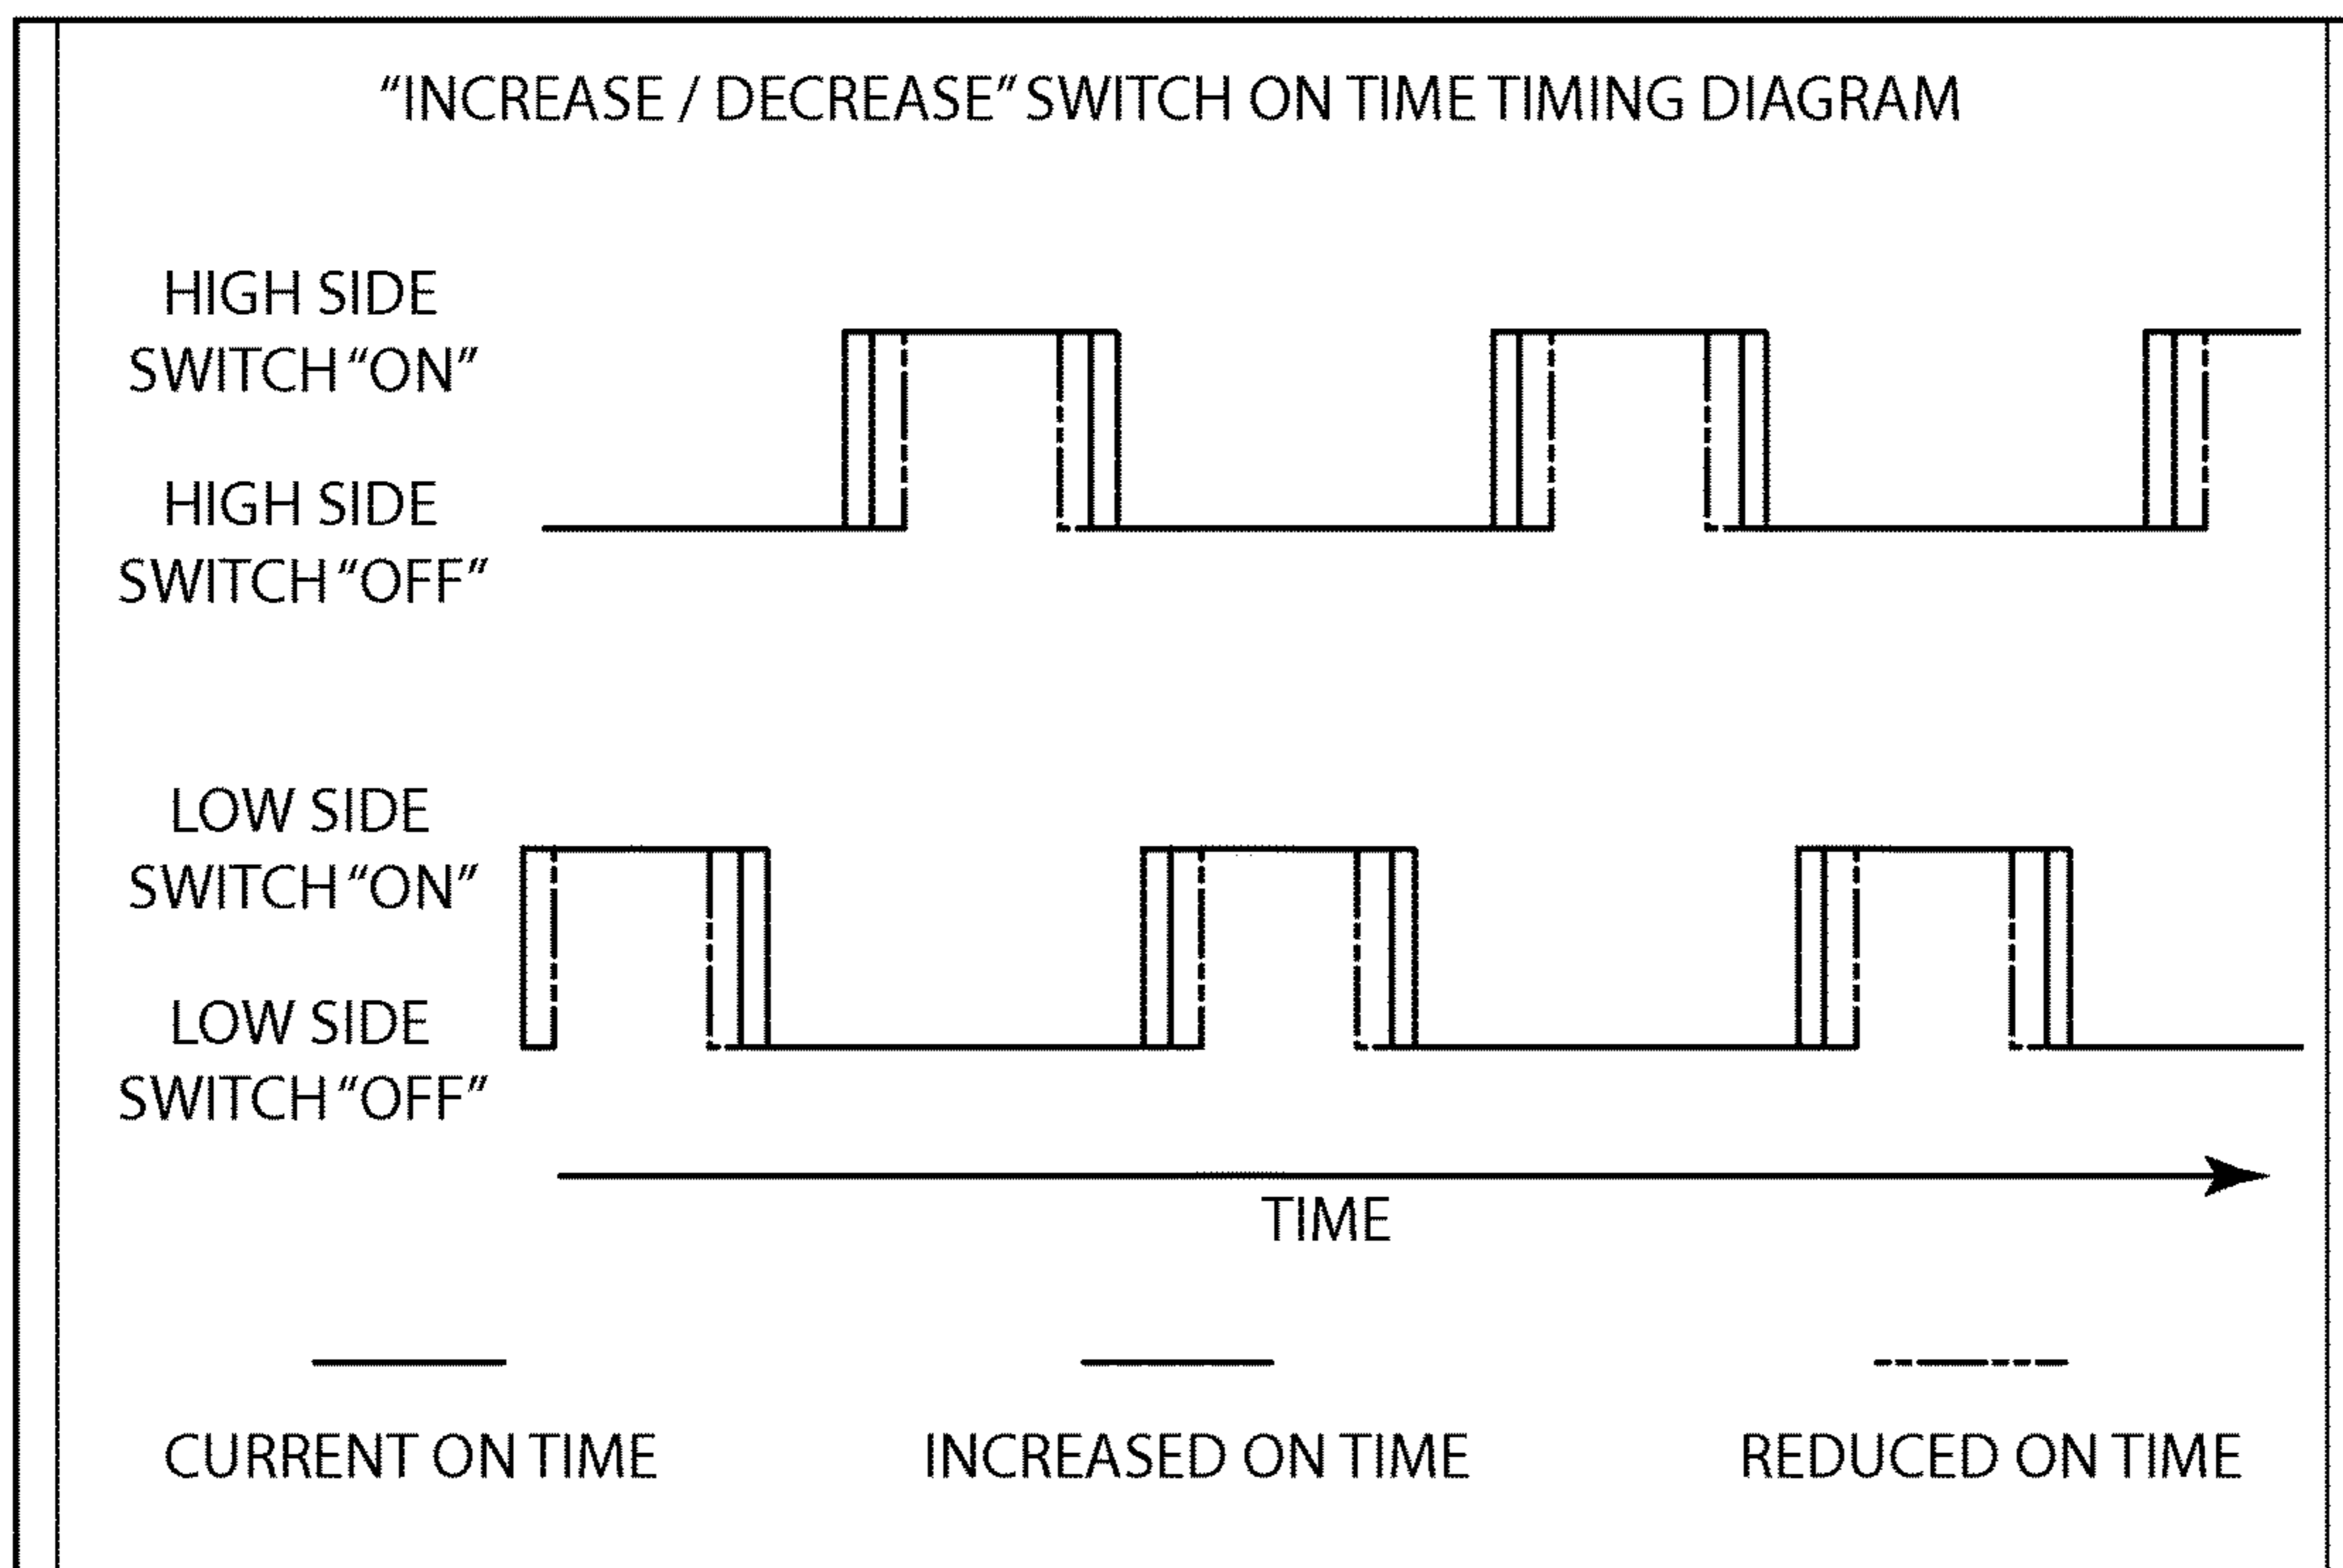 "INCREASE / DECREASE" SWITCH ON TIME TIMING DIAGRAM
HIGH SIDE
SWITCH "ON"
HIGH SIDE
SWITCH "OFF"
LOW SIDE
SWITCH "ON"
LOW SIDE
SWITCH "OFF"
TIME
CURRENT ON TIME
INCREASED ON TIME
REDUCED ON TIME